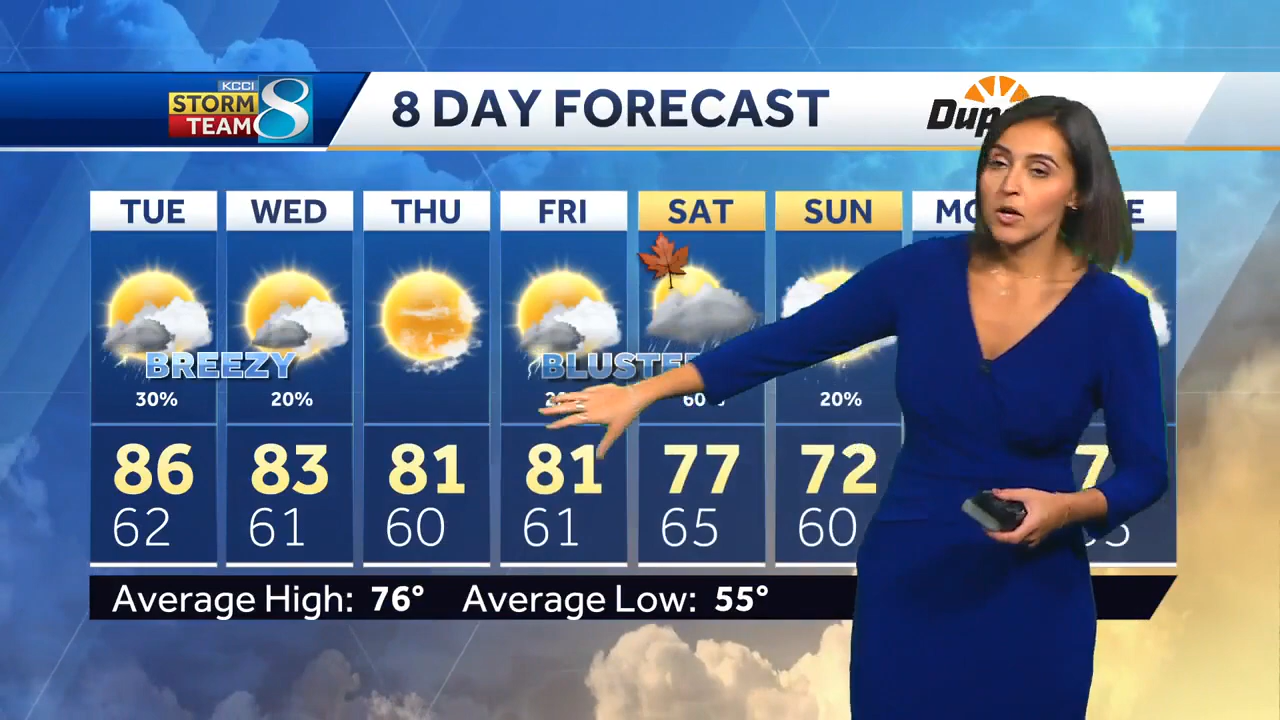 KCCI
STORM
TEAM
8
8 DAY FORECAST
TUE WED THU FRI SAT SUN
BREEZY
30% 20% 20%
86 83 81 81 77 72
62 61 60 61 65 60
Average High: 76° Average Low: 55°